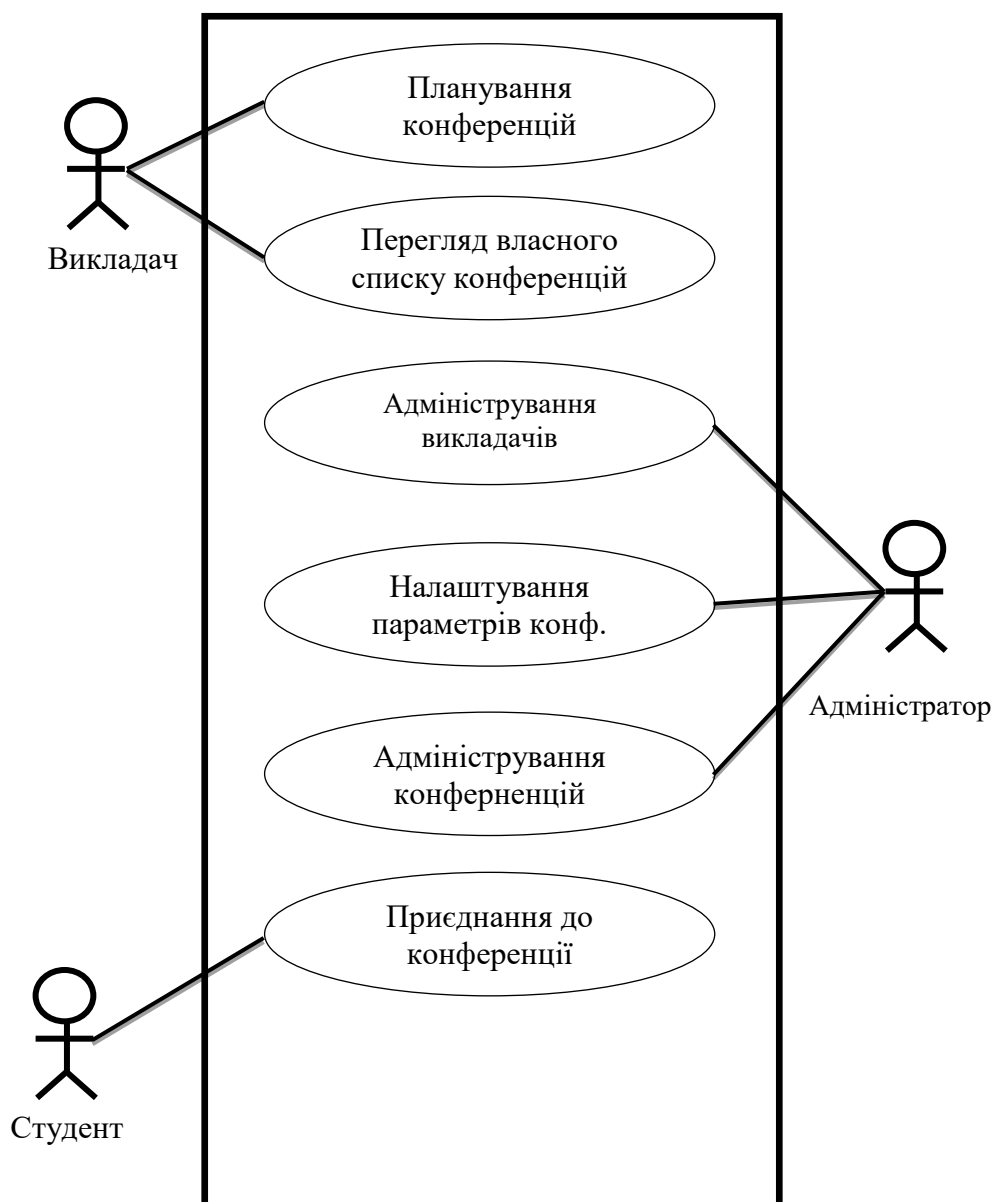 Планування
конференцій
Викладач
Перегляд власного
списку конференцій
Адміністрування
викладачів
Налаштування
параметрів конф.
Адміністратор
Адміністрування
конферненцій
Приєднання до
конференції
Студент